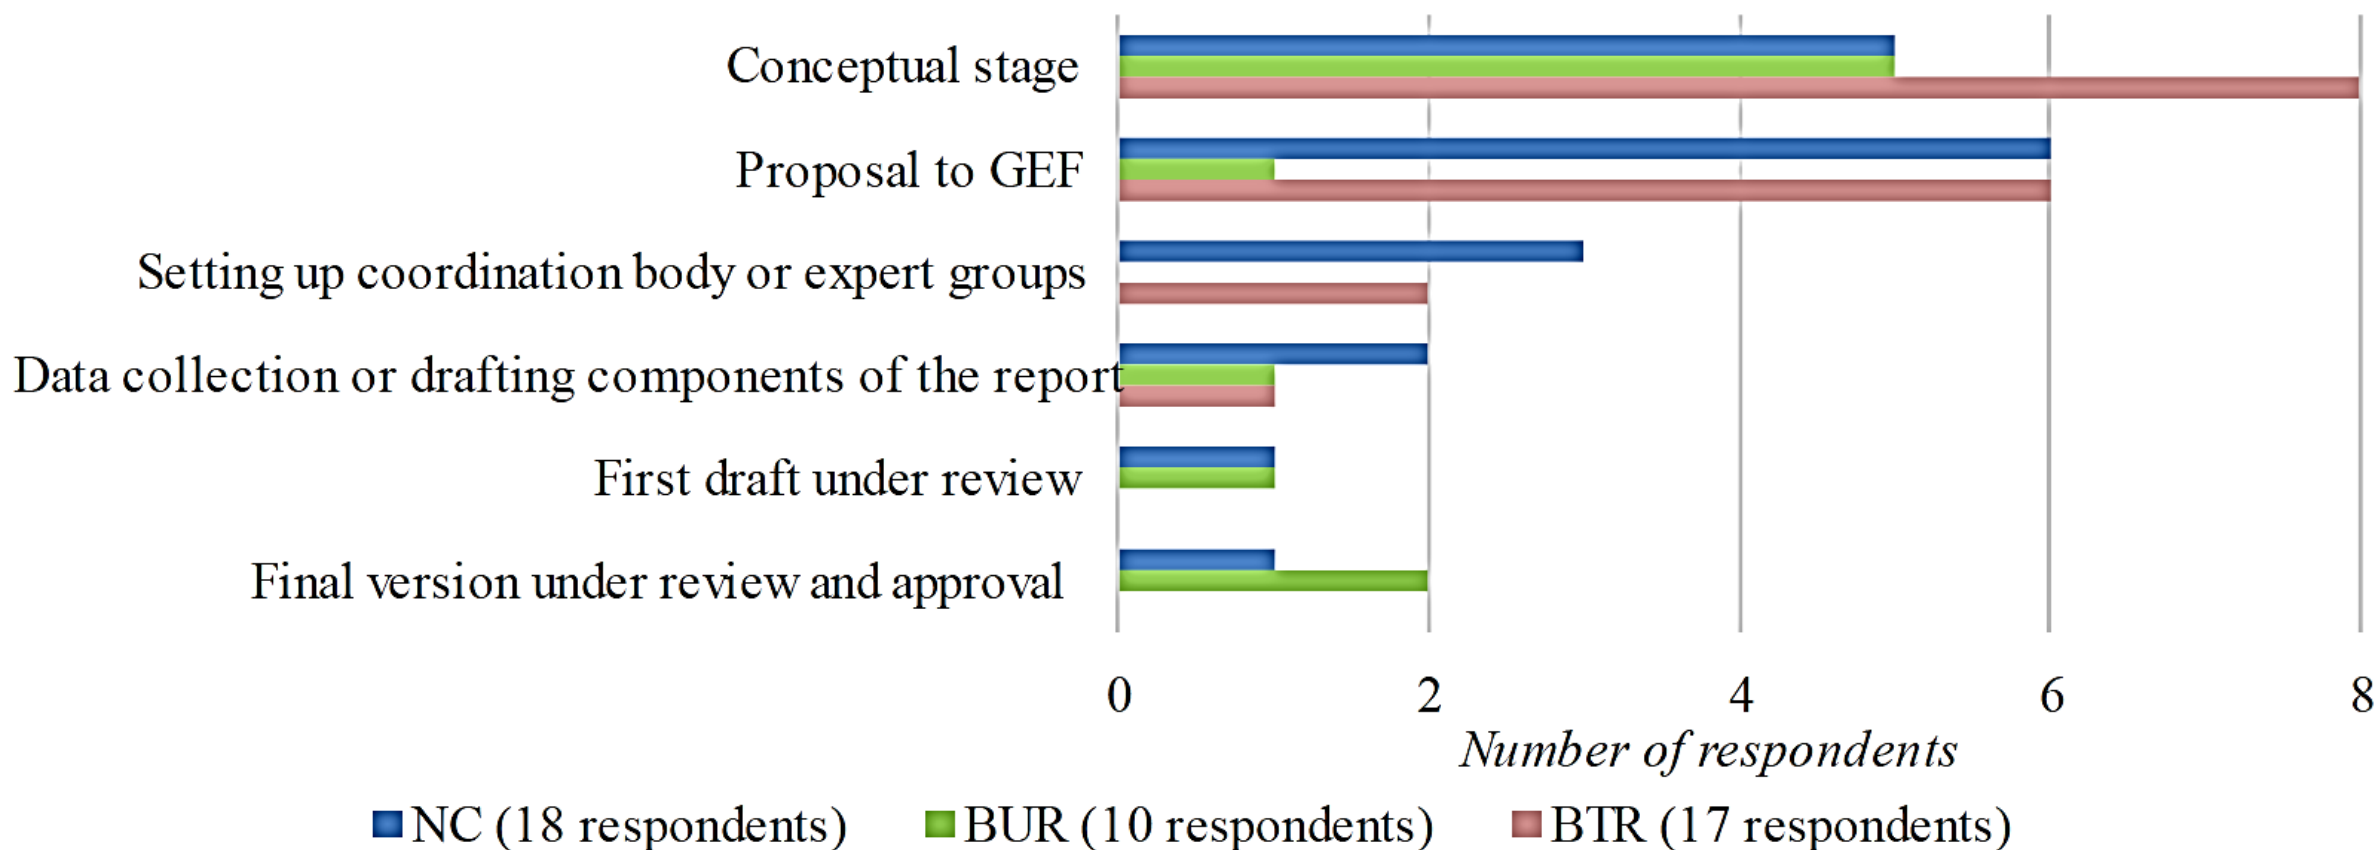 Conceptual stage
Proposal to GEF
Setting up coordination body or expert groups
Data collection or drafting components of the report
First draft under review
Final version under review and approval
0 2 4 6 8
Number of respondents
NC (18 respondents) BUR (10 respondents) BTR (17 respondents)